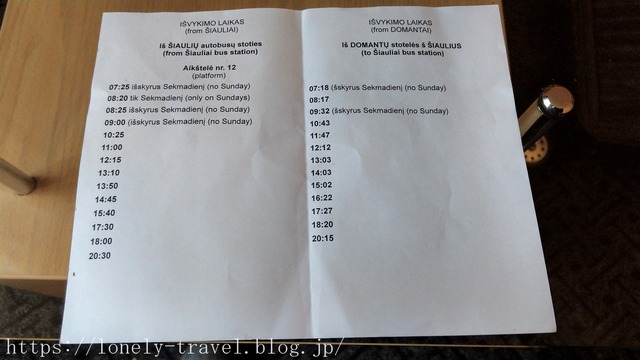 IŠVYKIMO LAIKAS
(from ŠIAULIAI)
Iš ŠIAULIŲ autobusų stoties
(from Šiauliai bus station)
Aikštelė nr. 12
(platform)
07:25 išskyrus Sekmadienį (no Sunday)
08:20 tik Sekmadienį (only on Sundays)
08:25 išskyrus Sekmadienį (no Sunday)
09:00 (išskyrus Sekmadienį (no Sunday)
10:25
11:00
12:15
13:10
13:50
14:45
15:40
17:30
18:00
20:30
IŠVYKIMO LAIKAS
(from DOMANTAI)
Iš DOMANTŲ stotelės š ŠIAULIUS
(to Šiauliai bus station)
07:18 (šskyrus Sekmadienį (no Sunday)
08:17
09:32 (išskyrus Sekmadienį (no Sunday)
10:43
11:47
12:12
13:03
14:03
15:02
16:22
17:27
18:20
20:15
https://lonely-travel.blog.jp/